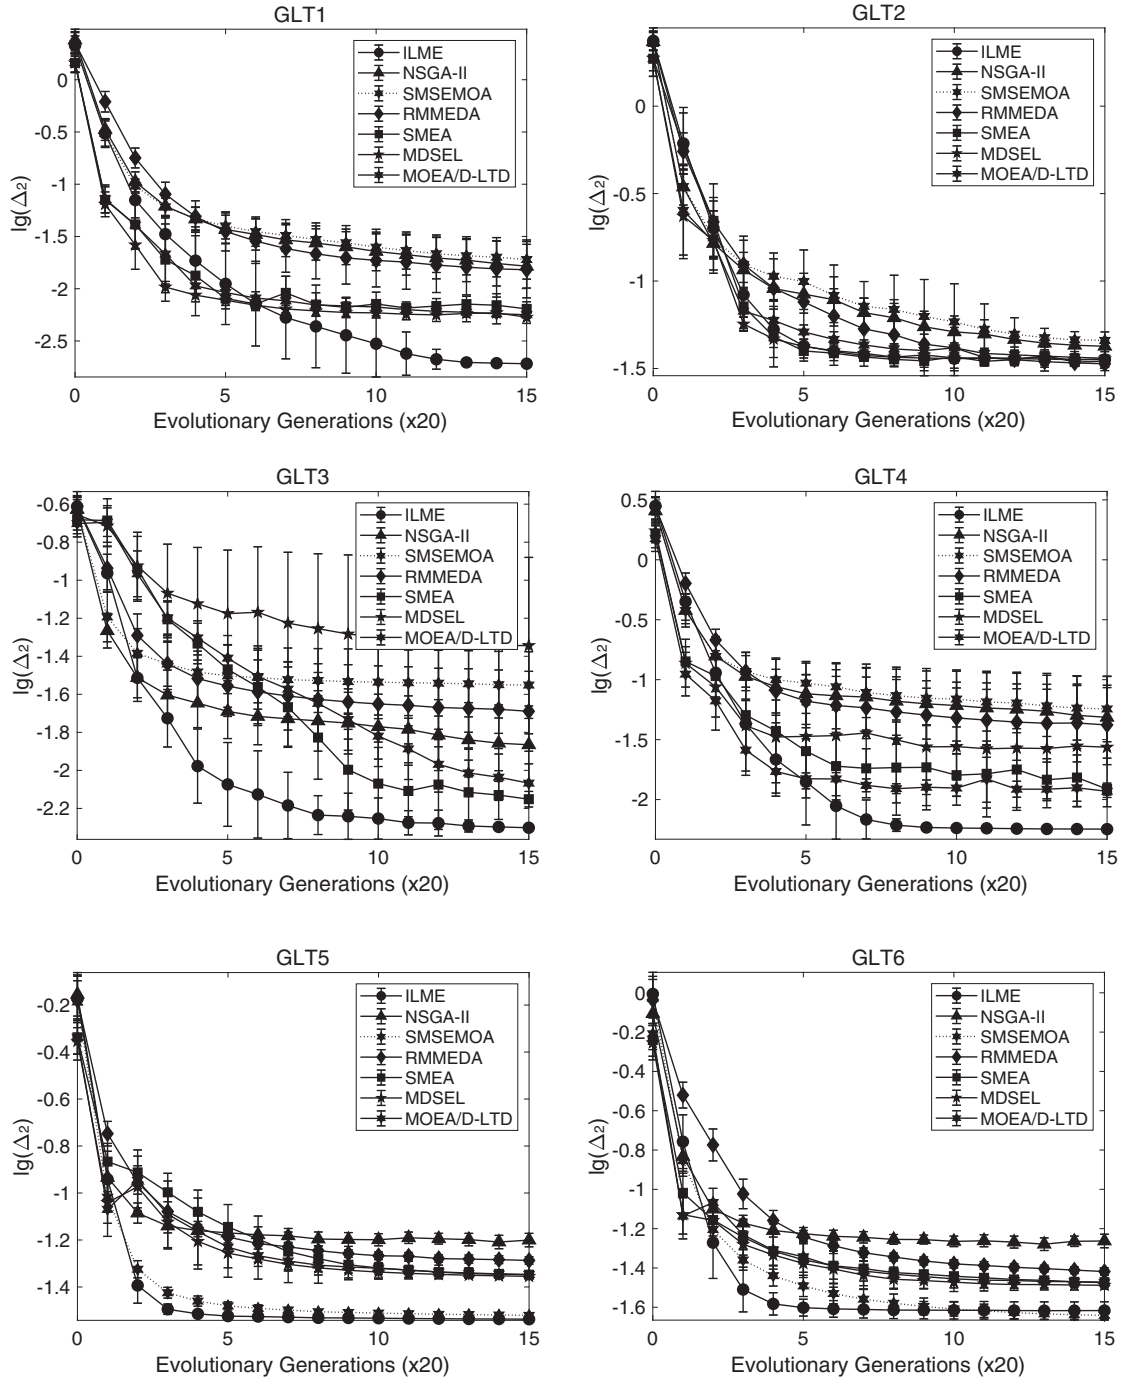 GLT1
lg(Δ2)
0
-0.5
-1
-1.5
-2
-2.5
ILME
NSGA-II
SMSEMOA
RMMEDA
SMEA
MDSEL
MOEA/D-LTD
0 5 10 15
Evolutionary Generations (x20)
GLT2
lg(Δ2)
0
-0.5
-1
-1.5
ILME
NSGA-II
SMSEMOA
RMMEDA
SMEA
MDSEL
MOEA/D-LTD
0 5 10 15
Evolutionary Generations (x20)
GLT3
lg(Δ2)
-0.6
-0.8
-1
-1.2
-1.4
-1.6
-1.8
-2
-2.2
ILME
NSGA-II
SMSEMOA
RMMEDA
SMEA
MDSEL
MOEA/D-LTD
0 5 10 15
Evolutionary Generations (x20)
GLT4
lg(Δ2)
0.5
0
-0.5
-1
-1.5
-2
ILME
NSGA-II
SMSEMOA
RMMEDA
SMEA
MDSEL
MOEA/D-LTD
0 5 10 15
Evolutionary Generations (x20)
GLT5
lg(Δ2)
-0.2
-0.4
-0.6
-0.8
-1
-1.2
-1.4
ILME
NSGA-II
SMSEMOA
RMMEDA
SMEA
MDSEL
MOEA/D-LTD
0 5 10 15
Evolutionary Generations (x20)
GLT6
lg(Δ2)
0
-0.2
-0.4
-0.6
-0.8
-1
-1.2
-1.4
-1.6
ILME
NSGA-II
SMSEMOA
RMMEDA
SMEA
MDSEL
MOEA/D-LTD
0 5 10 15
Evolutionary Generations (x20)